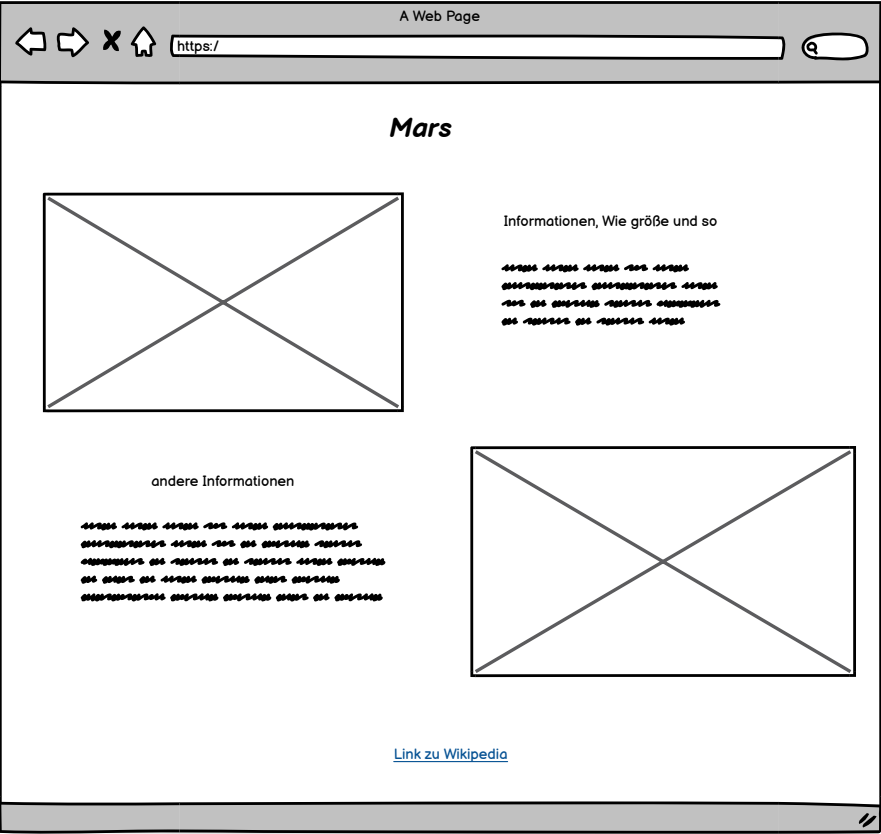 A Web Page
https:/
Mars
Informationen, Wie größe und so
andere Informationen
Link zu Wikipedia